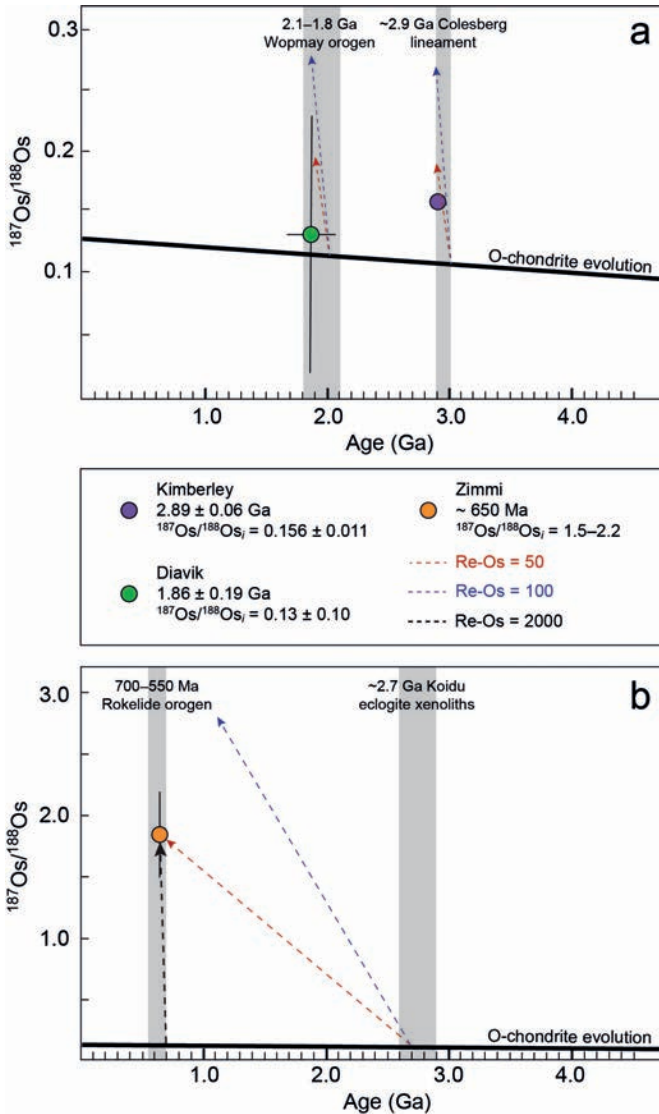 a
2.1–1.8 Ga
Wopmay orogen
~2.9 Ga Colesberg
lineament
0.3
0.2
0.1
187Os/188Os
O-chondrite evolution
1.0 2.0 3.0 4.0
Age (Ga)
Kimberley
2.89 ± 0.06 Ga
187Os/188Osi = 0.156 ± 0.011
Diavik
1.86 ± 0.19 Ga
187Os/188Osi = 0.13 ± 0.10
Zimmi
~ 650 Ma
187Os/188Osi = 1.5–2.2
Re-Os = 50
Re-Os = 100
Re-Os = 2000
b
700–550 Ma
Rokelide orogen
~2.7 Ga Koidu
eclogite xenoliths
3.0
2.0
1.0
187Os/188Os
O-chondrite evolution
1.0 2.0 3.0 4.0
Age (Ga)